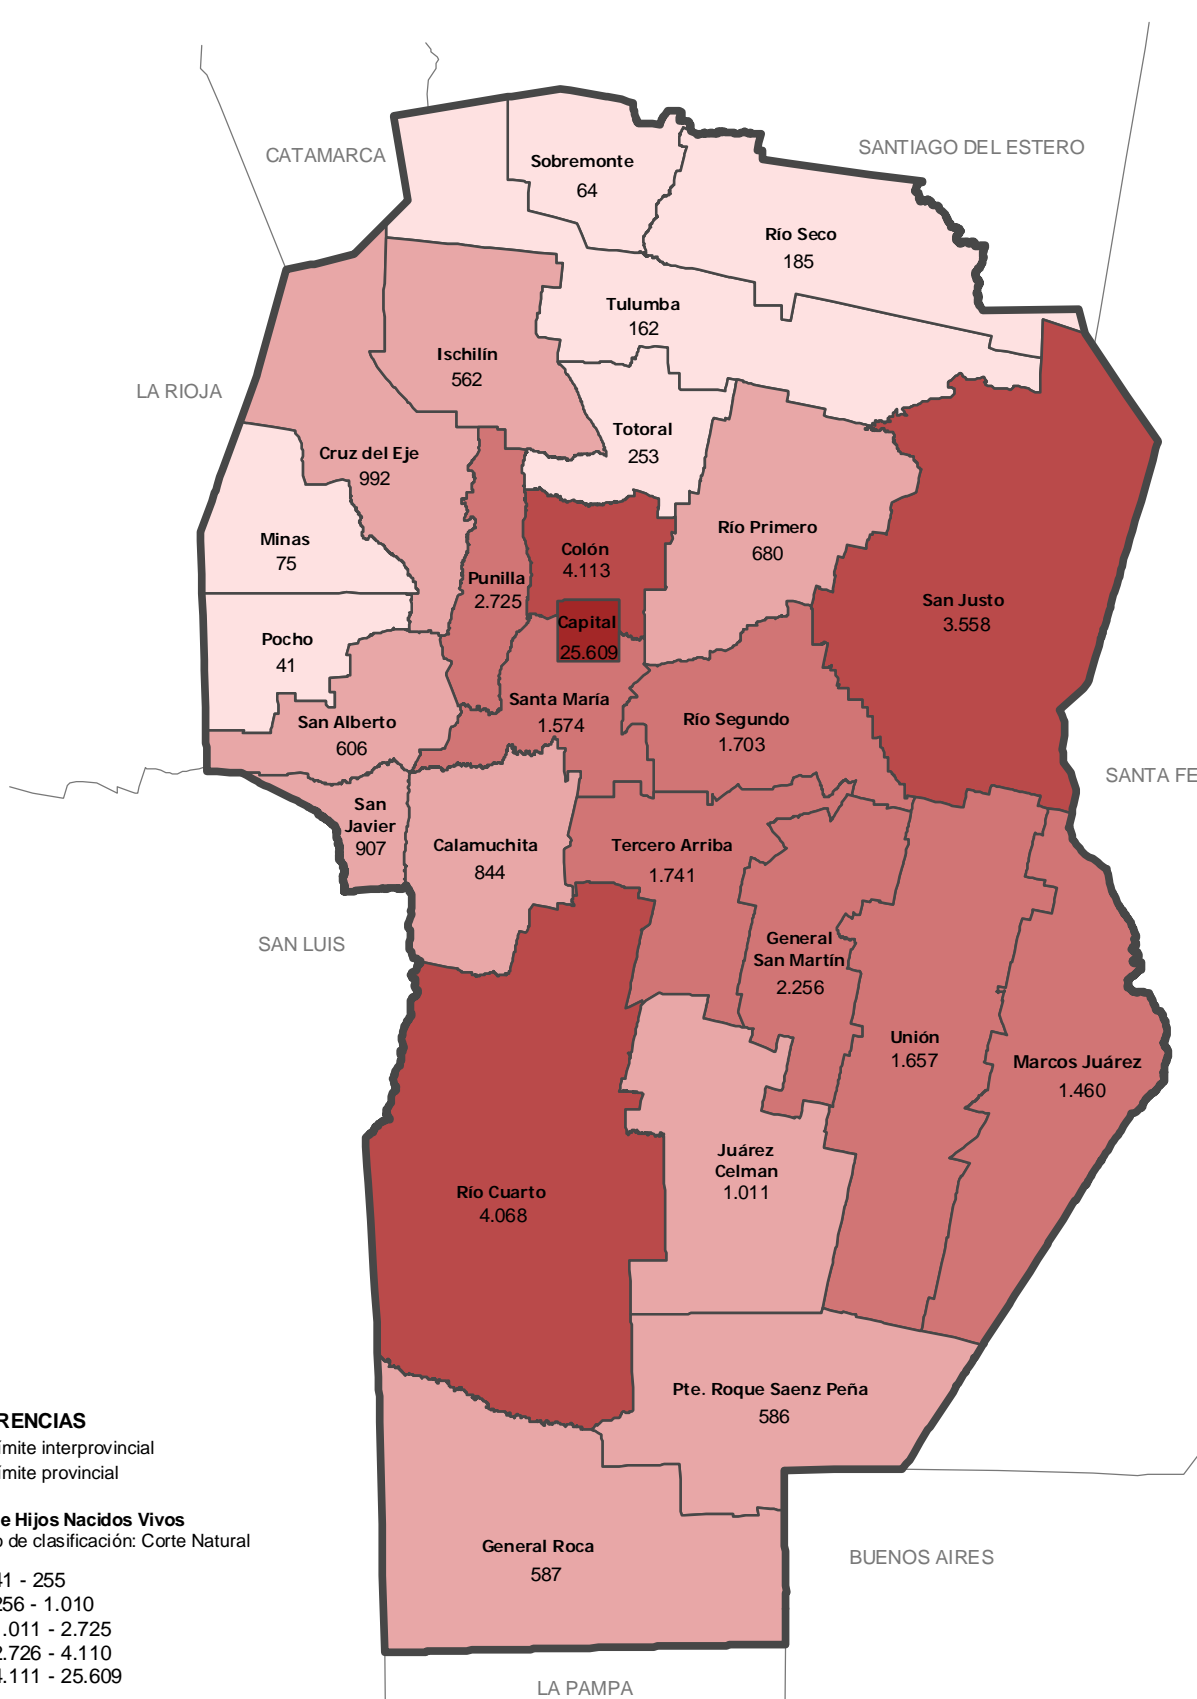 CATAMARCA
SANTIAGO DEL ESTERO
Sobremonte
64
Río Seco
185
Tulumba
162
Ischilín
562
LA RIOJA
Totoral
253
Cruz del Eje
992
Río Primero
680
Minas
75
Colón
4.113
Punilla
2.725
San Justo
3.558
Capital
25.609
Pocho
41
Santa María
1.574
San Alberto
606
Río Segundo
1.703
SANTA FE
San
Javier
907
Calamuchita
844
Tercero Arriba
1.741
SAN LUIS
General
San Martín
2.256
Unión
1.657
Marcos Juárez
1.460
Juárez
Celman
1.011
Río Cuarto
4.068
Pte. Roque Saenz Peña
586
General Roca
587
BUENOS AIRES
LA PAMPA
RENCIAS
ímite interprovincial
ímite provincial
e Hijos Nacidos Vivos
o de clasificación: Corte Natural
41 - 255
256 - 1.010
.011 - 2.725
2.726 - 4.110
4.111 - 25.609